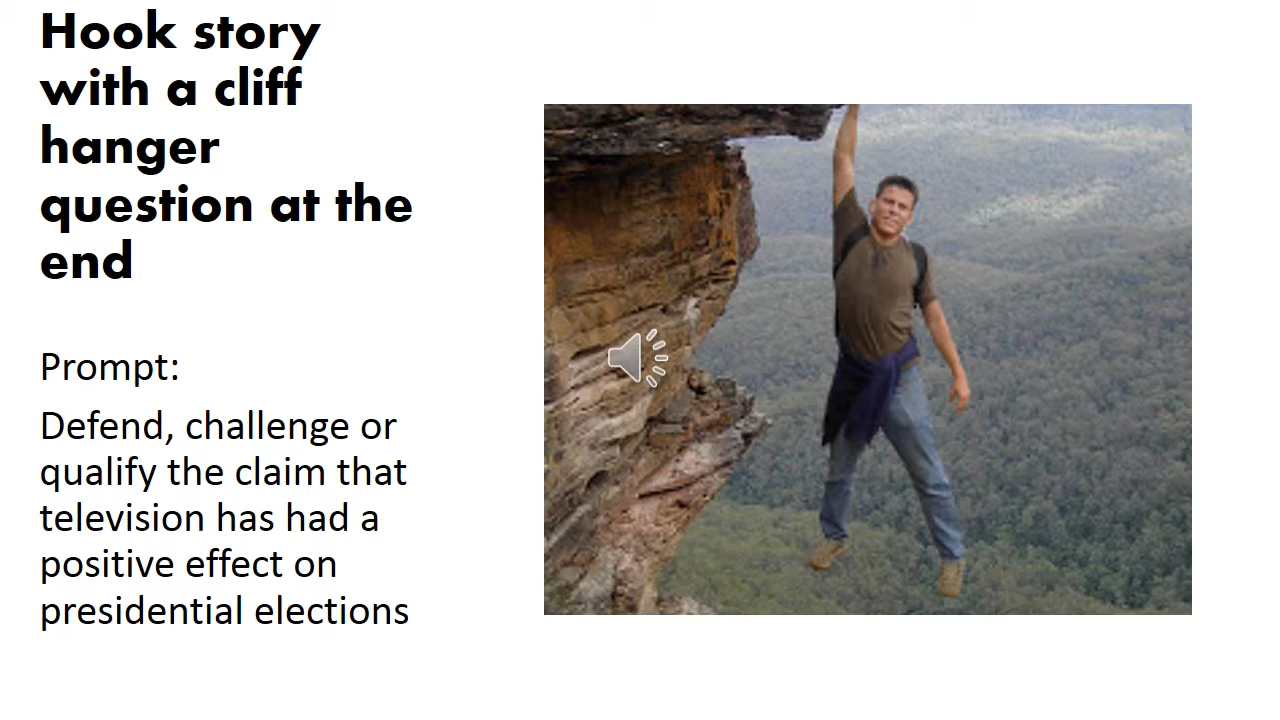 Hook story
with a cliff
hanger
question at the
end
Prompt:
Defend, challenge or
qualify the claim that
television has had a
positive effect on
presidential elections